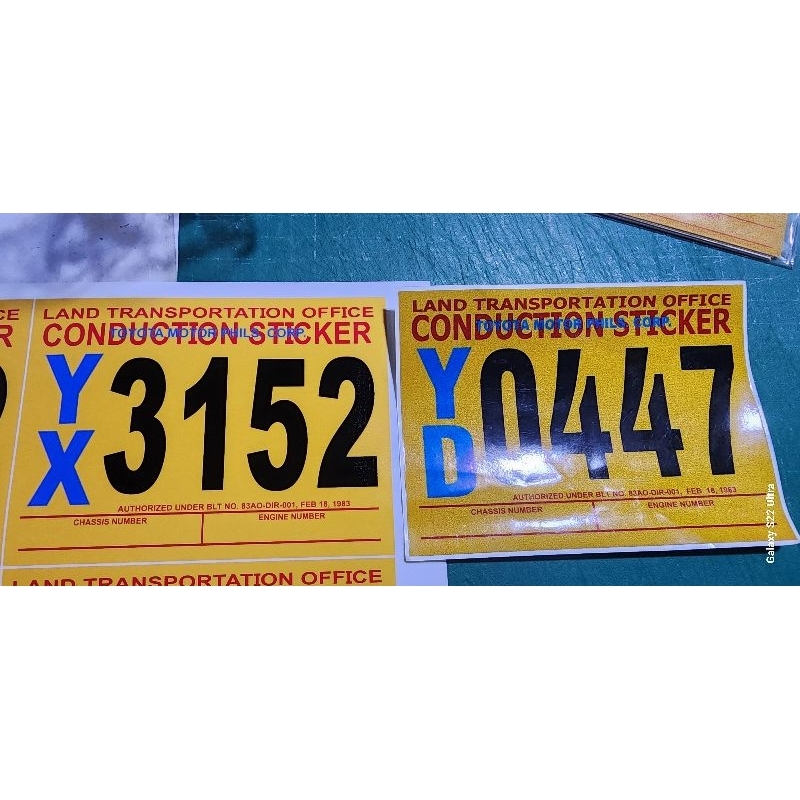 CE
R
LAND TRANSPORTATION OFFICE
CONDUCTION STICKER
TOYOTA MOTOR PHILS. CORP.
YX 3152
AUTHORIZED UNDER BLT NO. 83AO-DIR-001, FEB 18, 1983
CHASSIS NUMBER ENGINE NUMBER
LAND TRANSPORTATION OFFICE
LAND TRANSPORTATION OFFICE
CONDUCTION STICKER
TOYOTA MOTOR PHILS. CORP.
YD 0447
AUTHORIZED UNDER BLT NO. 83AO-DIR-001, FEB 18, 1983
CHASSIS NUMBER ENGINE NUMBER
Galaxy S22 Ultra